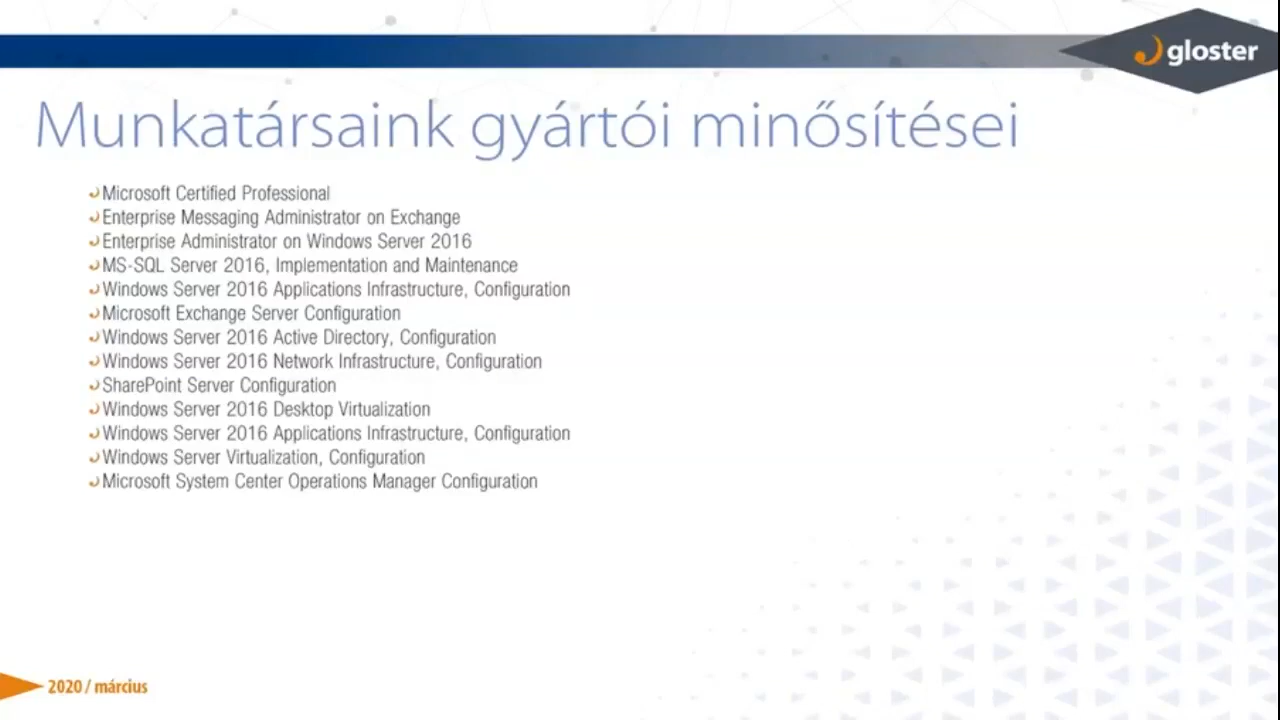 gloster
Munkatársaink gyártói minősítései
Microsoft Certified Professional
Enterprise Messaging Administrator on Exchange
Enterprise Administrator on Windows Server 2016
MS-SQL Server 2016, Implementation and Maintenance
Windows Server 2016 Applications Infrastructure, Configuration
Microsoft Exchange Server Configuration
Windows Server 2016 Active Directory, Configuration
Windows Server 2016 Network Infrastructure, Configuration
SharePoint Server Configuration
Windows Server 2016 Desktop Virtualization
Windows Server 2016 Applications Infrastructure, Configuration
Windows Server Virtualization, Configuration
Microsoft System Center Operations Manager Configuration
2020 / március